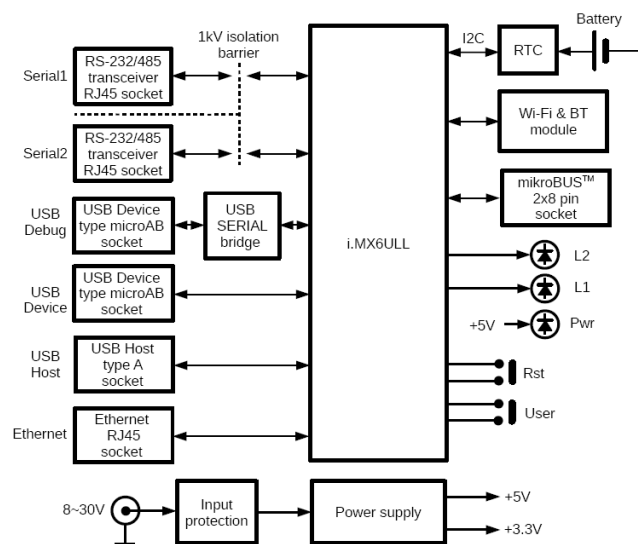 1kV isolation
barrier
Battery
Serial1
RS-232/485
transceiver
RJ45 socket
I2C
RTC
Serial2
RS-232/485
transceiver
RJ45 socket
Wi-Fi & BT
module
USB
Debug
USB Device
type microAB
socket
USB
SERIAL
bridge
i.MX6ULL
mikroBUS™
2x8 pin
socket
L2
USB
Device
USB Device
type microAB
socket
L1
+5V
Pwr
USB
Host
USB Host
type A
socket
Rst
User
Ethernet
Ethernet
RJ45
socket
8~30V
Input
protection
Power supply
+5V
+3.3V